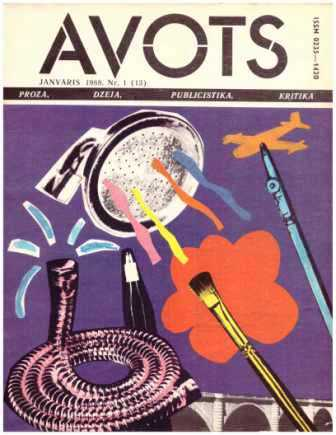 AVOTS
JANVĀRIS 1988, Nr. 1 (13)
ISSN 0235—1420
PROZA, DZEJA, PUBLICISTIKA, KRITIKA